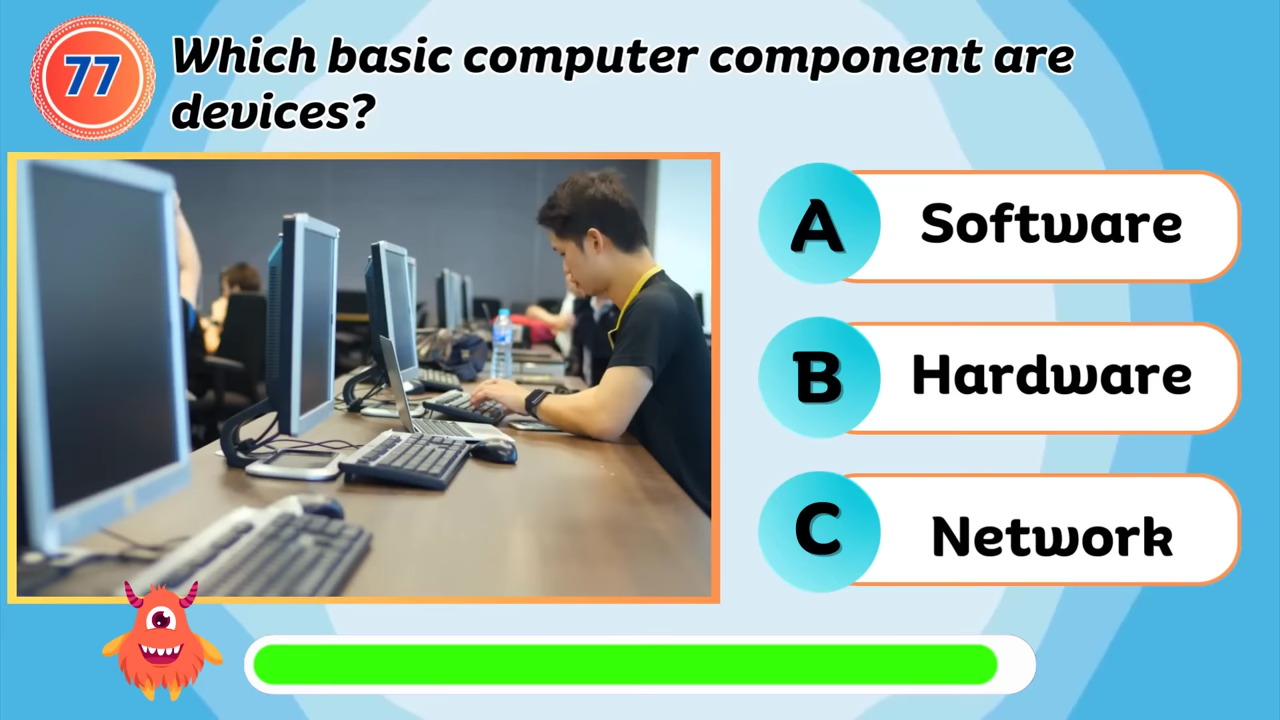 77
Which basic computer component are
devices?
A Software
B Hardware
C Network